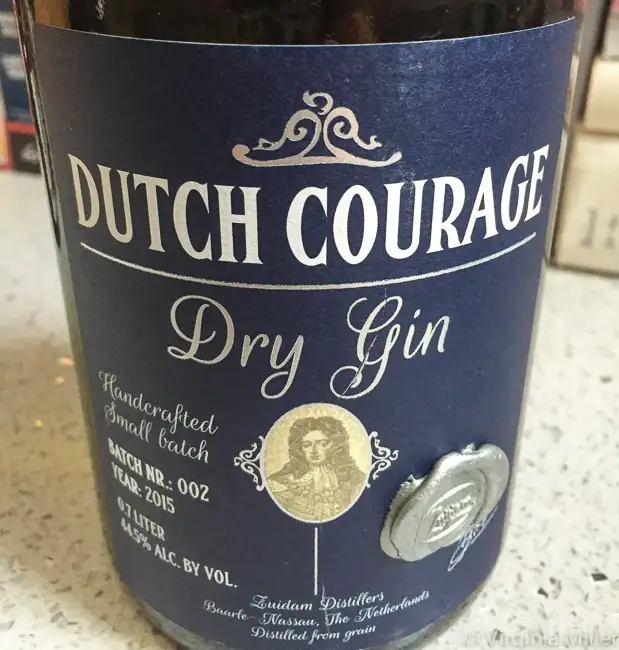 DUTCH COURAGE
Dry Gin
Handcrafted
Small batch
BATCH NR.: 002
YEAR: 2015
0.7 LITER
44.5% ALC. BY VOL.
Zuidam Distillers
Baarle-Nassau, The Netherlands
Distilled from grain
©Virginia Miller